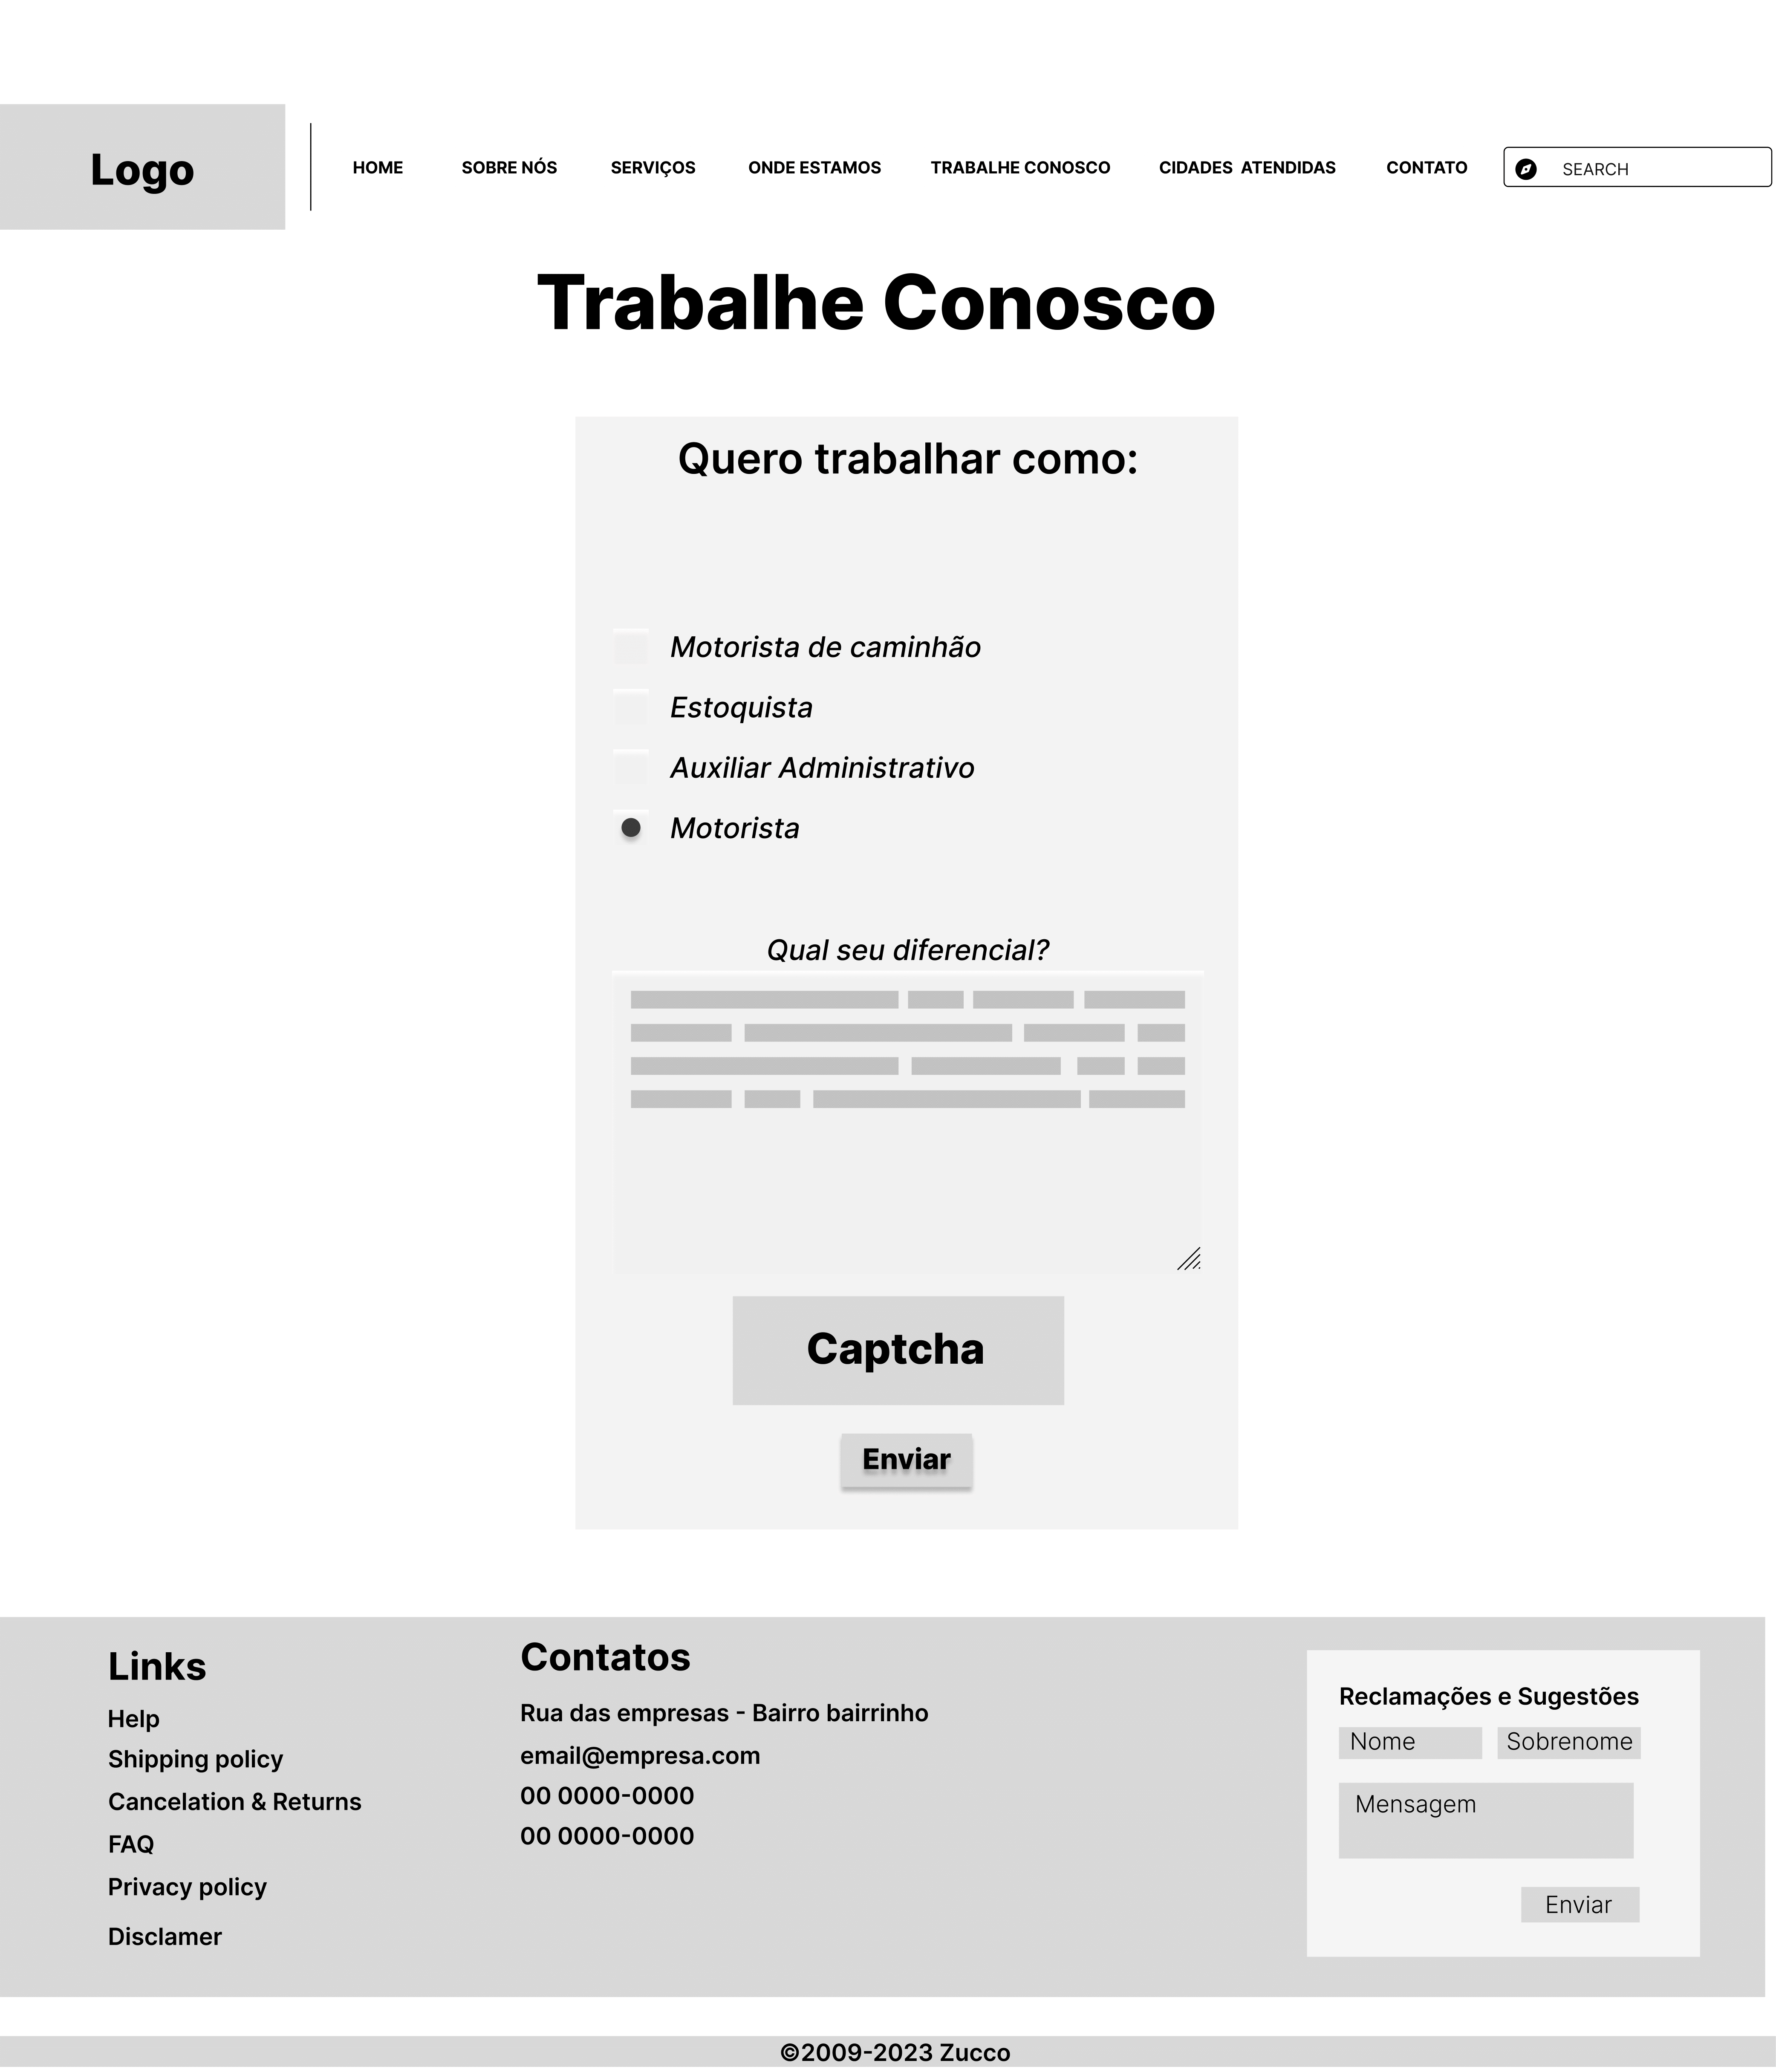 Logo
HOME SOBRE NÓS SERVIÇOS ONDE ESTAMOS TRABALHE CONOSCO CIDADES ATENDIDAS CONTATO SEARCH
Trabalhe Conosco
Quero trabalhar como:
Motorista de caminhão
Estoquista
Auxiliar Administrativo
Motorista
Qual seu diferencial?
Captcha
Enviar
Links
Help
Shipping policy
Cancelation & Returns
FAQ
Privacy policy
Disclamer
Contatos
Rua das empresas - Bairro bairrinho
email@empresa.com
00 0000-0000
00 0000-0000
Reclamações e Sugestões
Nome Sobrenome
Mensagem
Enviar
©2009-2023 Zucco